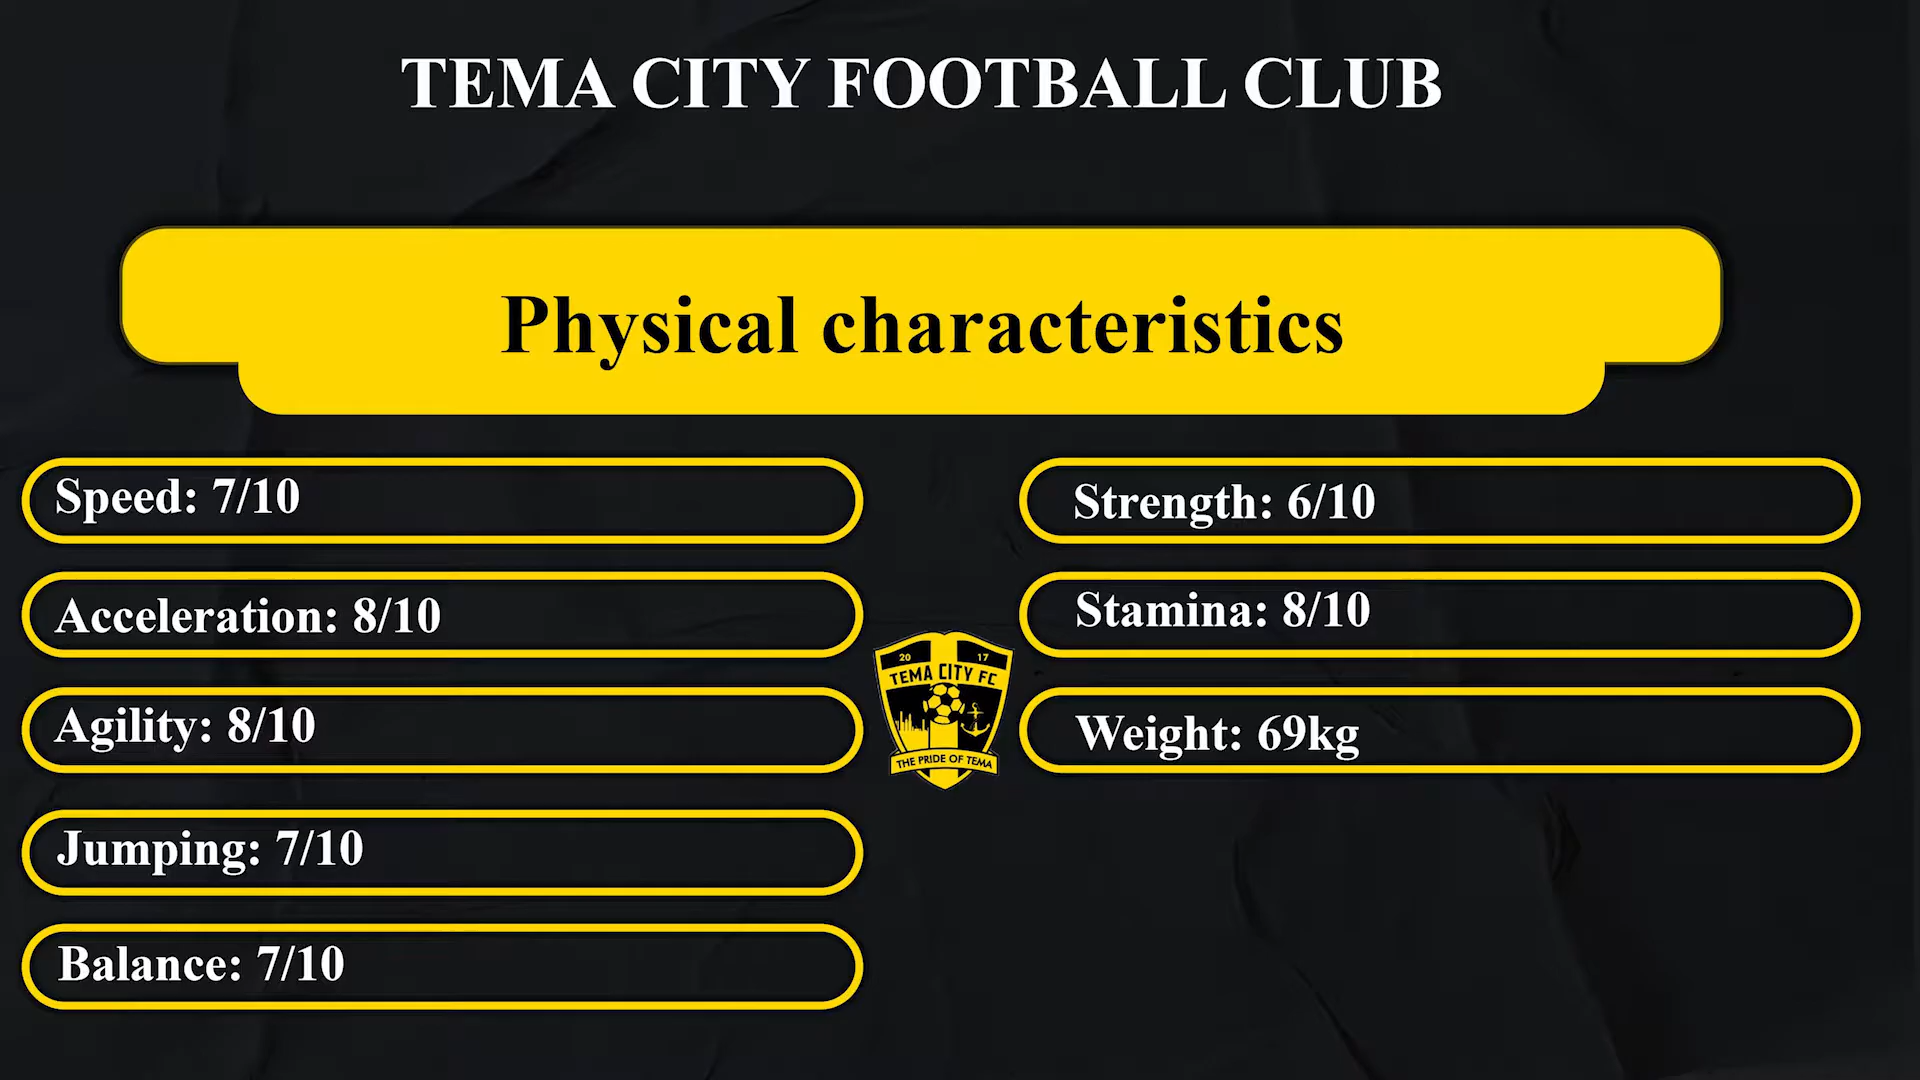 TEMA CITY FOOTBALL CLUB
Physical characteristics
Speed: 7/10
Acceleration: 8/10
Agility: 8/10
Jumping: 7/10
Balance: 7/10
20 17
TEMA CITY FC
THE PRIDE OF TEMA
Strength: 6/10
Stamina: 8/10
Weight: 69kg